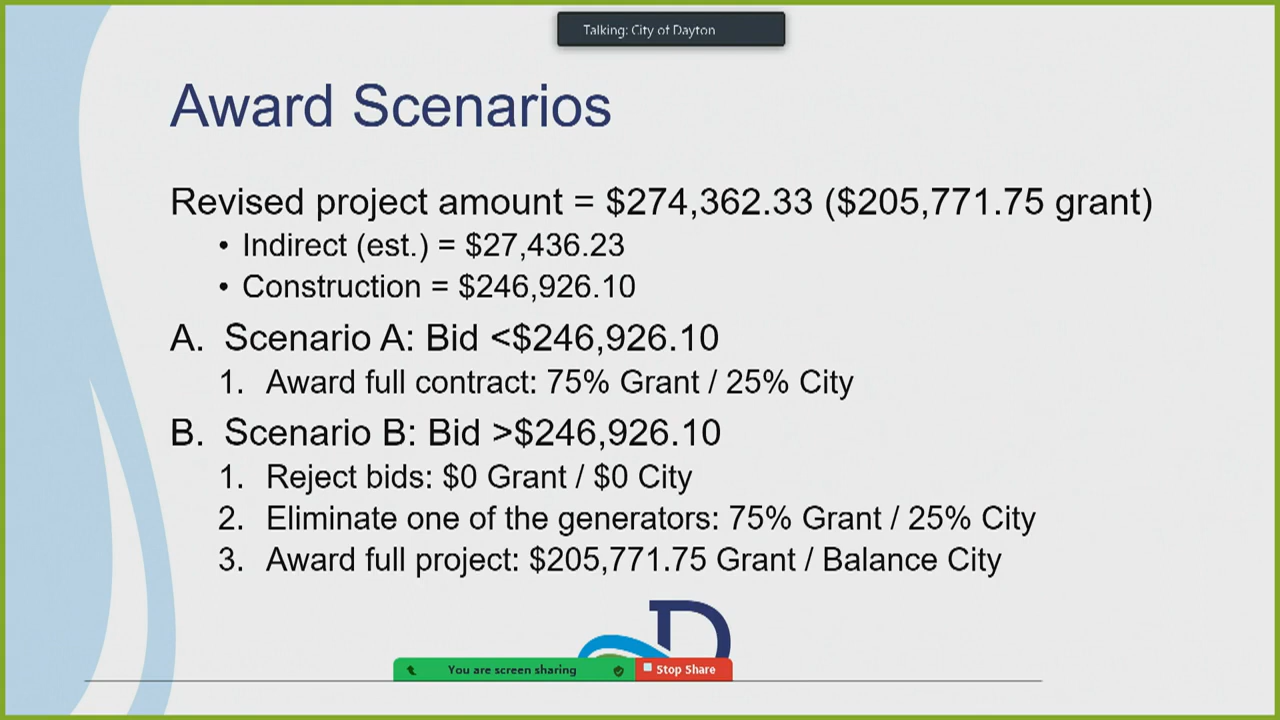 Talking: City of Dayton
Award Scenarios
Revised project amount = $274,362.33 ($205,771.75 grant)
• Indirect (est.) = $27,436.23
• Construction = $246,926.10
A. Scenario A: Bid <$246,926.10
1. Award full contract: 75% Grant / 25% City
B. Scenario B: Bid >$246,926.10
1. Reject bids: $0 Grant / $0 City
2. Eliminate one of the generators: 75% Grant / 25% City
3. Award full project: $205,771.75 Grant / Balance City
D
You are screen sharing
Stop Share